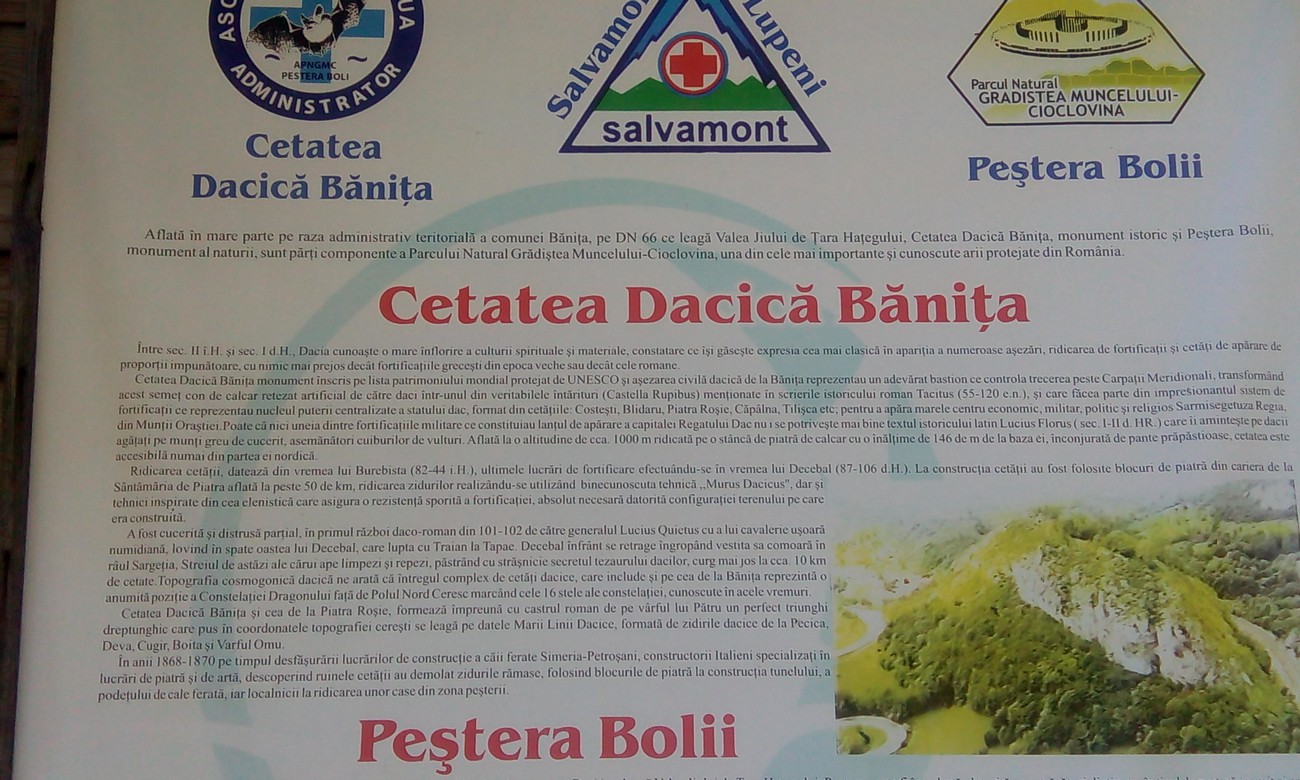 ASO
UA
APNGMC
PESTERA BOLI
ADMINISTRATOR
Cetatea
Dacică Bănița
Salvamo
Lupeni
salvamont
Parcul Natural
GRADISTEA MUNCELULUI-
CIOCLOVINA
Peştera Bolii
Aflată în mare parte pe raza administrativ teritorială a comunei Bănița, pe DN 66 ce leagă Valea Jiului de Țara Hațegului, Cetatea Dacică Bănița, monument istoric și Peștera Bolii,
monument al naturii, sunt părți componente a Parcului Natural Grădiștea Muncelului-Cioclovina, una din cele mai importante și cunoscute arii protejate din România.
Cetatea Dacică Bănița
Între sec. II î.H. și sec. I d.H., Dacia cunoaște o mare înflorire a culturii spirituale și materiale, constatare ce își găsește expresia cea mai clasică în apariția a numeroase așezări, ridicarea de fortificații și cetăți de apărare de
proporții impunătoare, cu nimic mai prejos decât fortificațiile grecești din epoca veche sau decât cele romane.
Cetatea Dacică Bănița monument înscris pe lista patrimoniului mondial protejat de UNESCO și așezarea civilă dacică de la Bănița reprezentau un adevărat bastion ce controla trecerea peste Carpații Meridionali, transformând
acest semeț con de calcar retezat artificial de către daci într-unul din veritabilele întărituri (Castella Rupibus) menționate în scrierile istoricului roman Tacitus (55-120 e.n.), și care făcea parte din impresionantul sistem de
fortificații ce reprezentau nucleul puterii centralizate a statului dac, format din cetățile: Costești, Blidaru, Piatra Roșie, Căpâlna, Tilișca etc; pentru a apăra marele centru economic, militar, politic și religios Sarmisegetuza Regia,
din Munții Orăștiei.Poate că nici uneia dintre fortificațiile militare ce constituiau lanțul de apărare a capitalei Regatului Dac nu i se potrivește mai bine textul istoricului latin Lucius Florus ( sec. I-II d. HR.) care îi amintește pe dacii
agățați pe munți greu de cucerit, asemănători cuiburilor de vulturi. Aflată la o altitudine de cca. 1000 m ridicată pe o stâncă de piatră de calcar cu o înălțime de 146 de m de la baza ei, înconjurată de pante prăpăstioase, cetatea este
accesibilă numai din partea ei nordică.
Ridicarea cetății, datează din vremea lui Burebista (82-44 i.H.), ultimele lucrări de fortificare efectuându-se în vremea lui Decebal (87-106 d.H.). La construcția cetății au fost folosite blocuri de piatră din cariera de la
Sântămăria de Piatra aflată la peste 50 de km, ridicarea zidurilor realizându-se utilizând binecunoscuta tehnică ,,Murus Dacicus", dar și
tehnici inspirate din cea elenistică care asigura o rezistență sporită a fortificației, absolut necesară datorită configurației terenului pe care
era construită.
A fost cucerită și distrusă parțial, în primul război daco-roman din 101-102 de către generalul Lucius Quietus cu a lui cavalerie ușoară
numidiană, lovind în spate oastea lui Decebal, care lupta cu Traian la Tapae. Decebal înfrânt se retrage îngropând vestita sa comoară în
râul Sargeția, Streiul de astăzi ale cărui ape limpezi și repezi, păstrând cu strășnicie secretul tezaurului dacilor, curg mai jos la cca. 10 km
de cetate.Topografia cosmogonică dacică ne arată că întregul complex de cetăți dacice, care include și pe cea de la Bănița reprezintă o
anumită poziție a Constelației Dragonului față de Polul Nord Ceresc marcând cele 16 stele ale constelației, cunoscute în acele vremuri.
Cetatea Dacică Bănița și cea de la Piatra Roșie, formează împreună cu castrul roman de pe vârful lui Pătru un perfect triunghi
dreptunghic care pus în coordonatele topografiei cerești se leagă pe datele Marii Linii Dacice, formată de zidirile dacice de la Pecica,
Deva, Cugir, Boita și Varful Omu.
În anii 1868-1870 pe timpul desfășurării lucrărilor de construcție a căii ferate Simeria-Petroșani, constructorii Italieni specializați în
lucrări de piatră și de artă, descoperind ruinele cetății au demolat zidurile rămase, folosind blocurile de piatră la construcția tunelului, a
podețului de cale ferată, iar localnicii la ridicarea unor case din zona peșterii.
Peştera Bolii